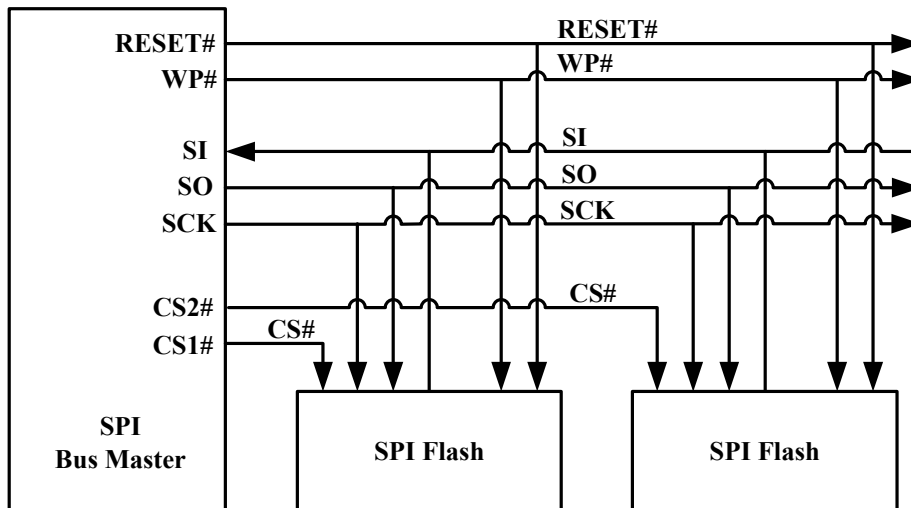 RESET#
RESET#
WP#
WP#
SI
SI
SO
SO
SCK
SCK
CS2#
CS#
CS1#
CS#
SPI
Bus Master
SPI Flash
SPI Flash